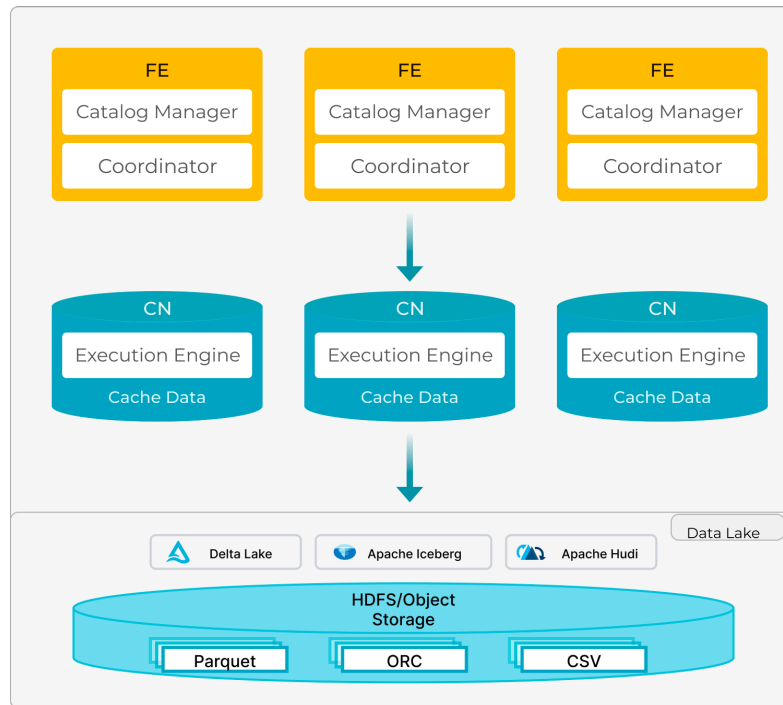 FE
Catalog Manager
Coordinator
FE
Catalog Manager
Coordinator
FE
Catalog Manager
Coordinator
CN
Execution Engine
Cache Data
CN
Execution Engine
Cache Data
CN
Execution Engine
Cache Data
Data Lake
Delta Lake
Apache Iceberg
Apache Hudi
HDFS/Object
Storage
Parquet
ORC
CSV